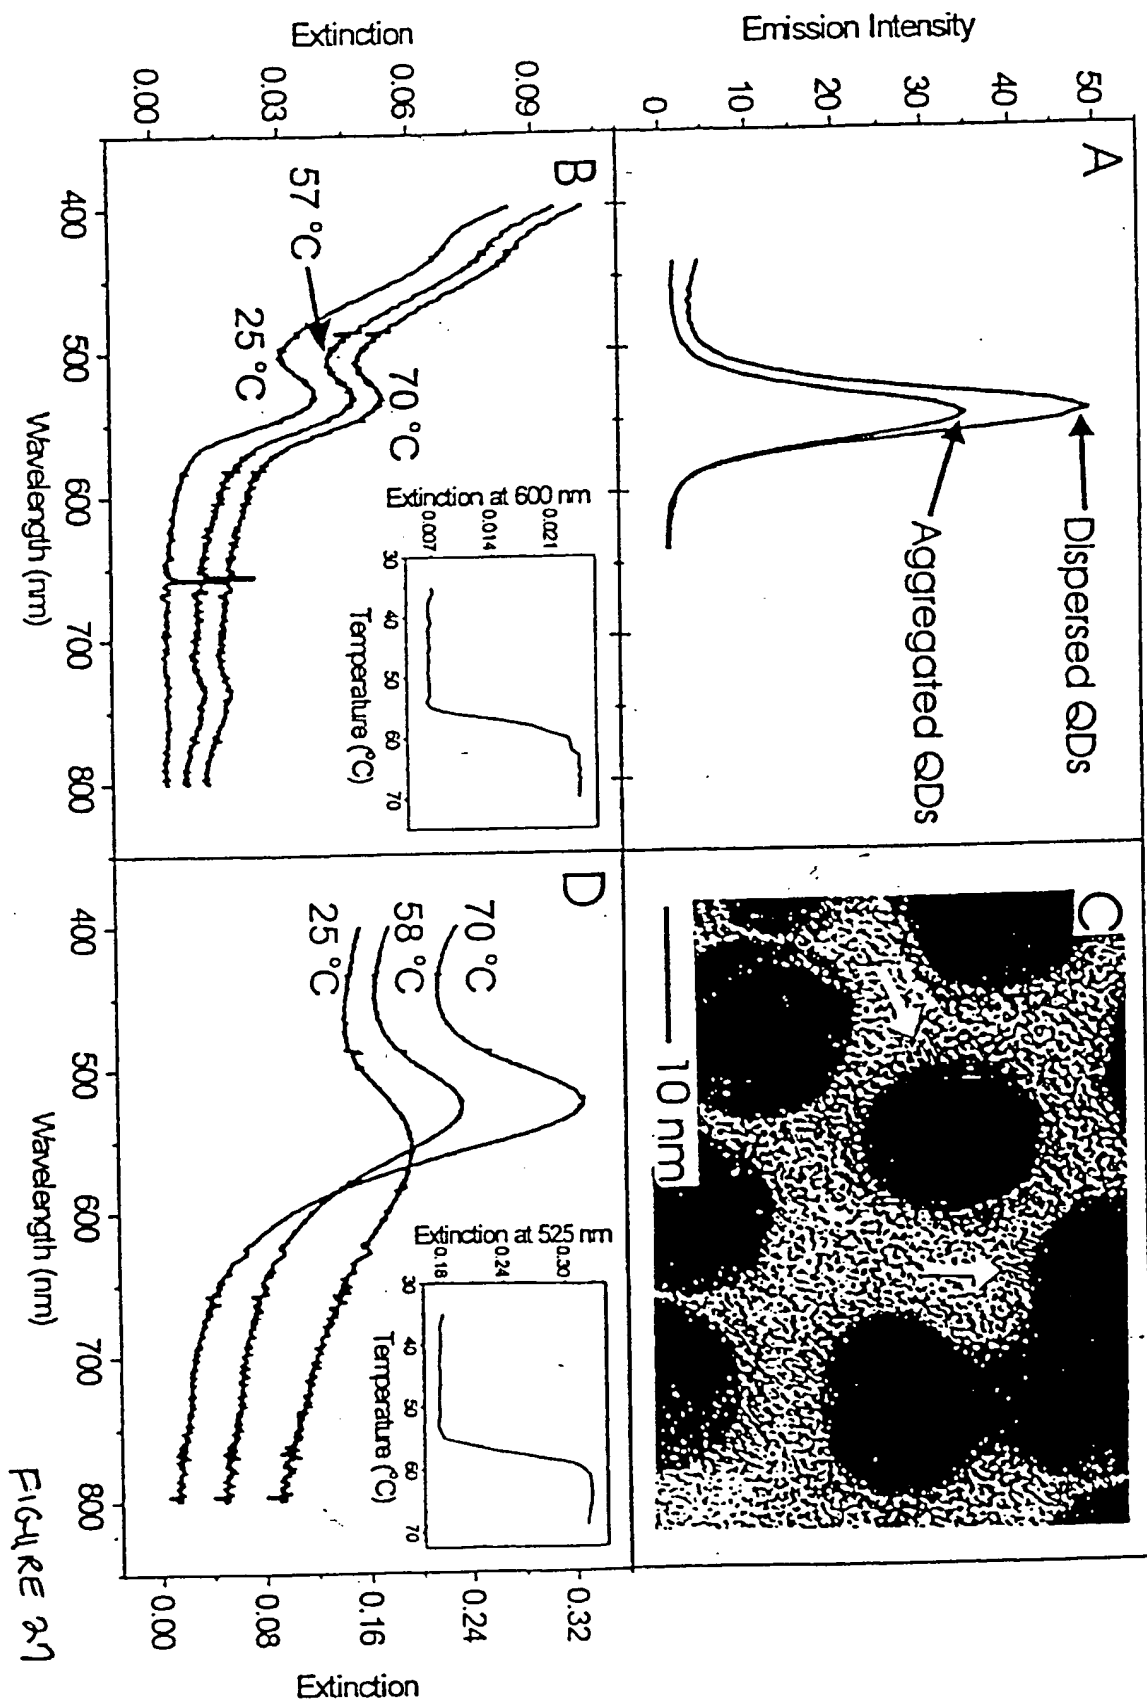 A
Emission Intensity
50
40
30
20
10
0
Dispersed QDs
Aggregated QDs
B
Extinction
0.09
0.06
0.03
0.00
57 °C
25 °C
70 °C
400
500
600
700
800
Wavelength (nm)
Extinction at 600 nm
0.021
0.014
0.007
30
40
50
60
70
Temperature (°C)
C
10 nm
D
70 °C
58 °C
25 °C
400
500
600
700
800
Wavelength (nm)
0.32
0.24
0.16
0.08
0.00
Extinction
Extinction at 525 nm
0.30
0.24
0.18
30
40
50
60
70
Temperature (°C)
FIGURE 27